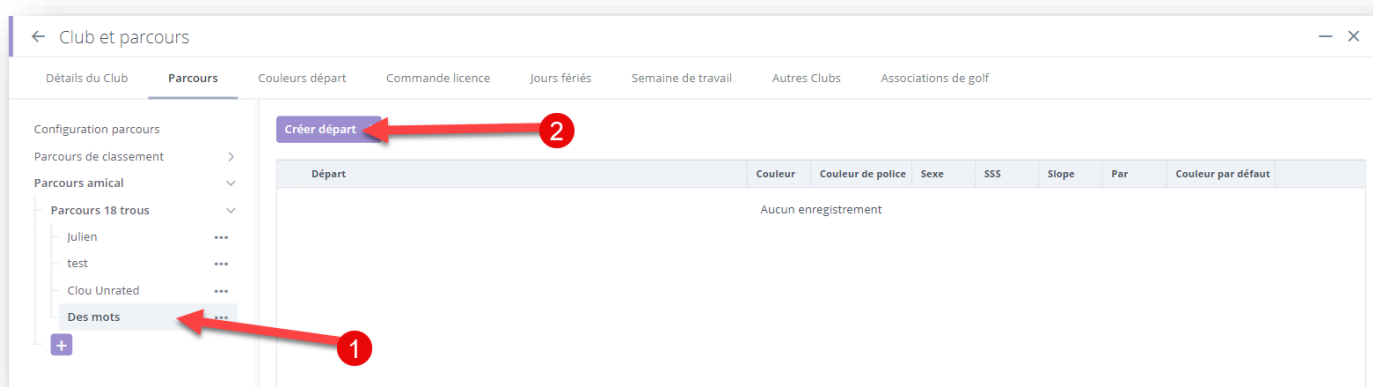 Club et parcours
Détails du Club Parcours Couleurs départ Commande licence Jours fériés Semaine de travail Autres Clubs Associations de golf
Configuration parcours
Parcours de classement
Parcours amical
Parcours 18 trous
Julien
test
Clou Unrated
Des mots
1
Créer départ
2
Départ Couleur Couleur de police Sexe SSS Slope Par Couleur par défaut
Aucun enregistrement